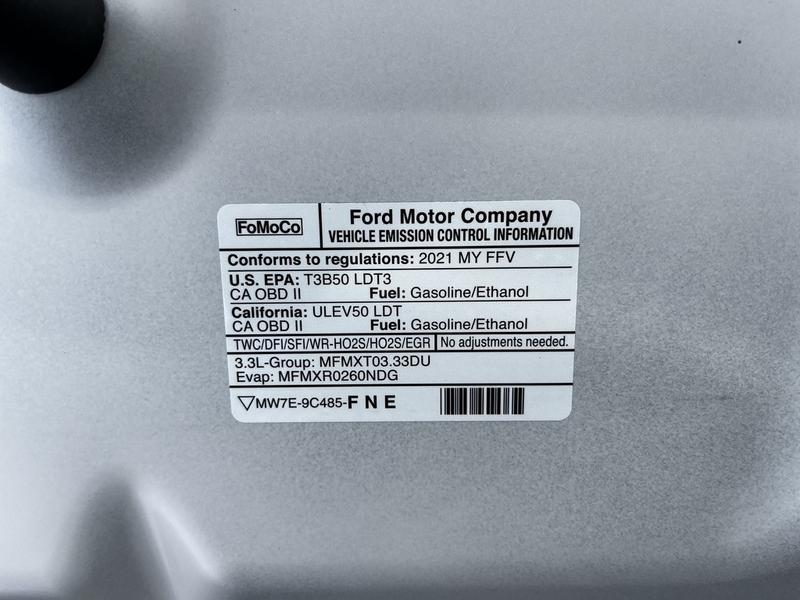 FoMoCo
Ford Motor Company
VEHICLE EMISSION CONTROL INFORMATION
Conforms to regulations: 2021 MY FFV
U.S. EPA: T3B50 LDT3
CA OBD II Fuel: Gasoline/Ethanol
California: ULEV50 LDT
CA OBD II Fuel: Gasoline/Ethanol
TWC/DFI/SFI/WR-HO2S/HO2S/EGR No adjustments needed.
3.3L-Group: MFMXT03.33DU
Evap: MFMXR0260NDG
▽MW7E-9C485-F N E